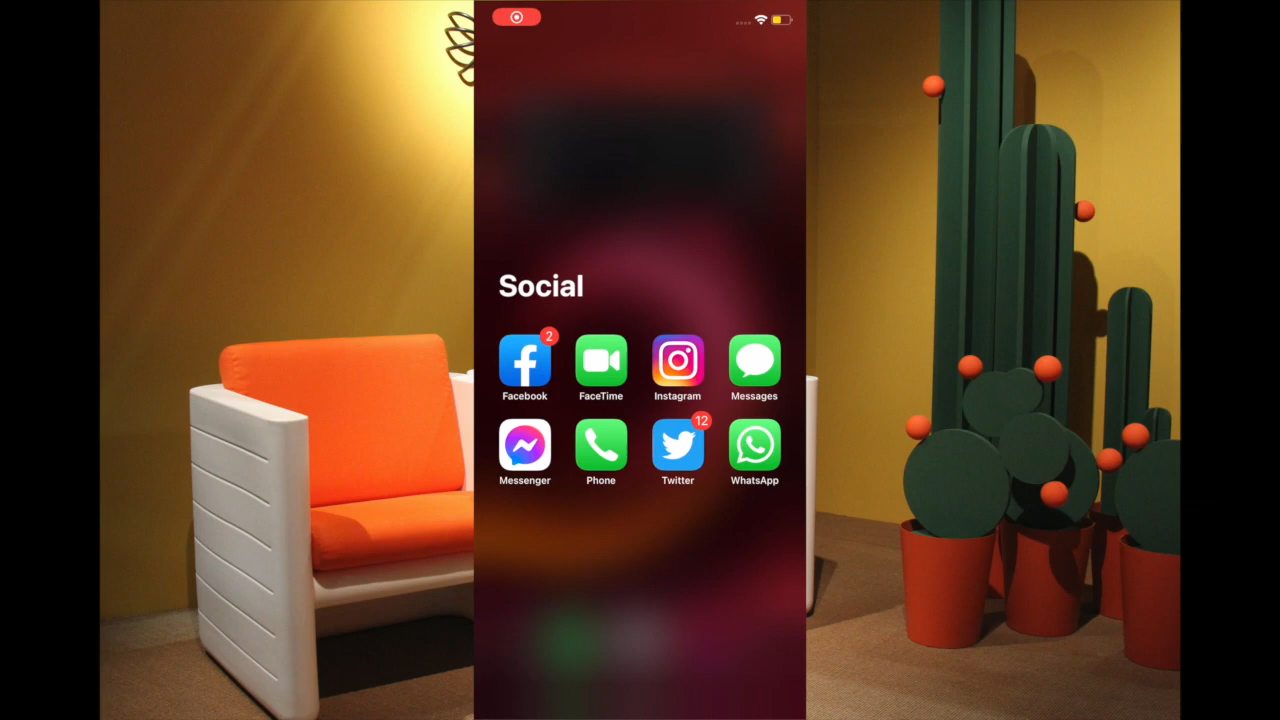 Social
2
Facebook FaceTime Instagram Messages
12
Messenger Phone Twitter WhatsApp